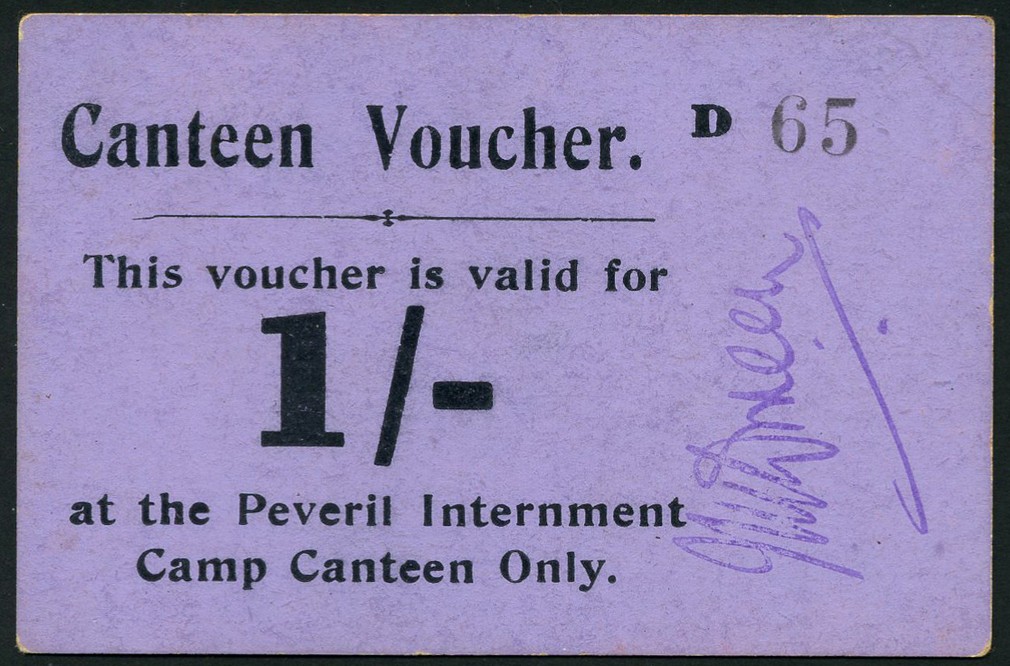 Canteen Voucher. D 65
This voucher is valid for
1/-
at the Peveril Internment
Camp Canteen Only.